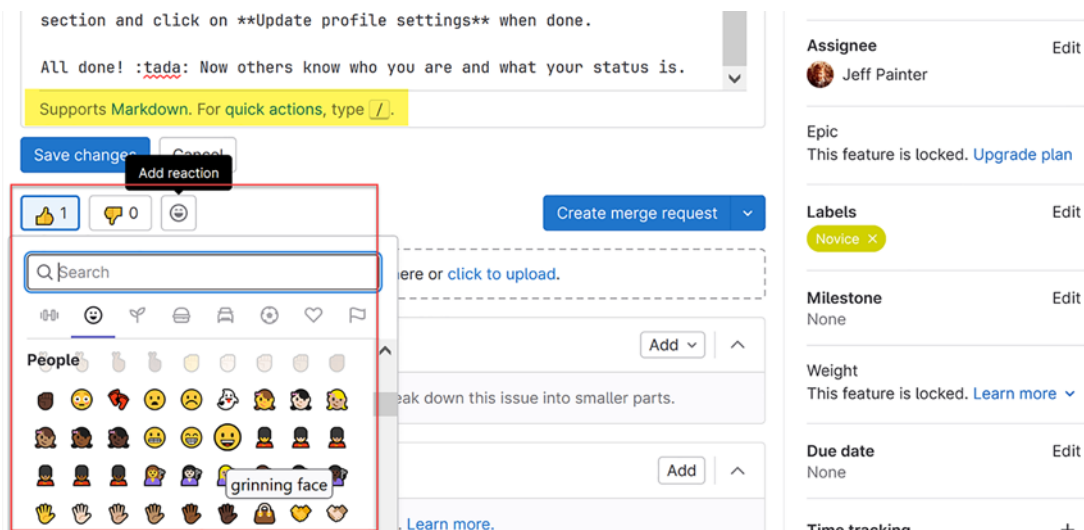 section and click on **Update profile settings** when done.
All done! :tada: Now others know who you are and what your status is.
Supports Markdown. For quick actions, type /.
Save changes
Cancel
Add reaction
1
0
Create merge request
Search
ere or click to upload.
People
Add
eak down this issue into smaller parts.
grinning face
Add
. Learn more.
Assignee Edit
Jeff Painter
Epic
This feature is locked. Upgrade plan
Labels Edit
Novice ×
Milestone Edit
None
Weight
This feature is locked. Learn more
Due date Edit
None
Time tracking +